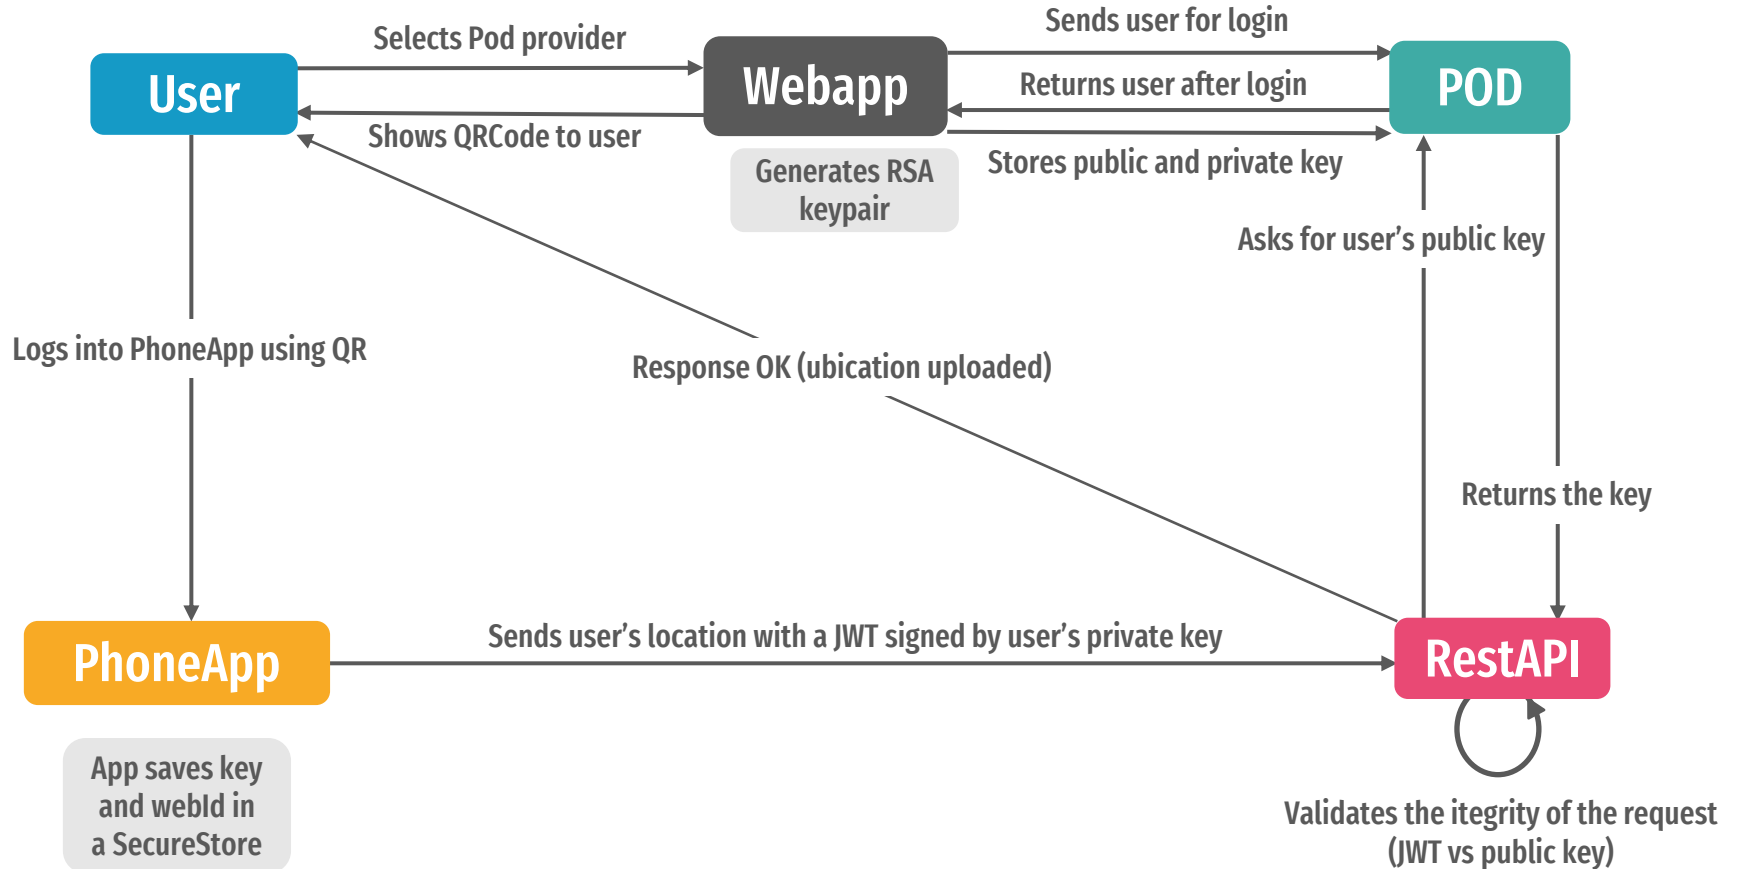 Sends user for login
Selects Pod provider
User
Webapp
POD
Returns user after login
Shows QRCode to user
Stores public and private key
Generates RSA
keypair
Asks for user’s public key
Logs into PhoneApp using QR
Response OK (ubication uploaded)
Returns the key
Sends user’s location with a JWT signed by user’s private key
PhoneApp
RestAPI
App saves key
and webId in
a SecureStore
Validates the itegrity of the request
(JWT vs public key)